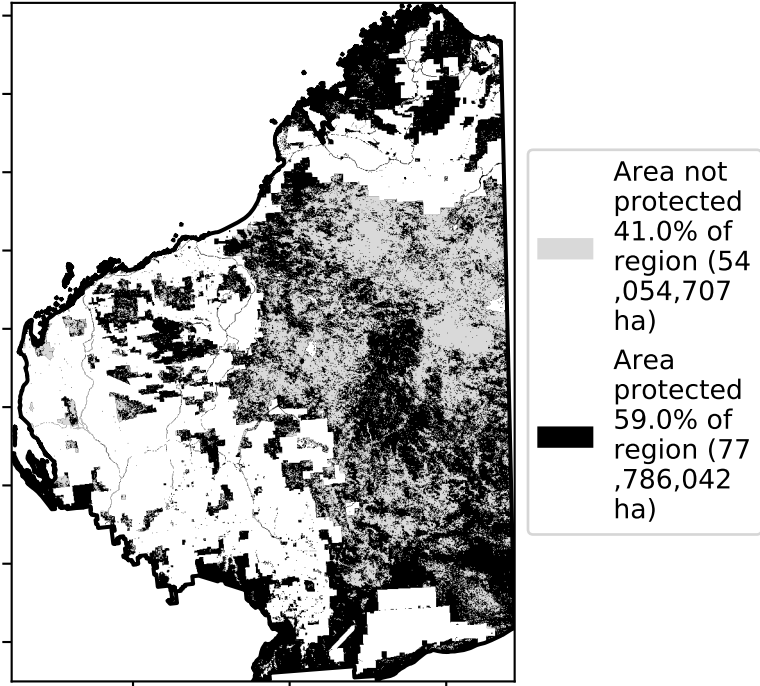 Area not
protected
41.0% of
region (54
,054,707
ha)
Area
protected
59.0% of
region (77
,786,042
ha)